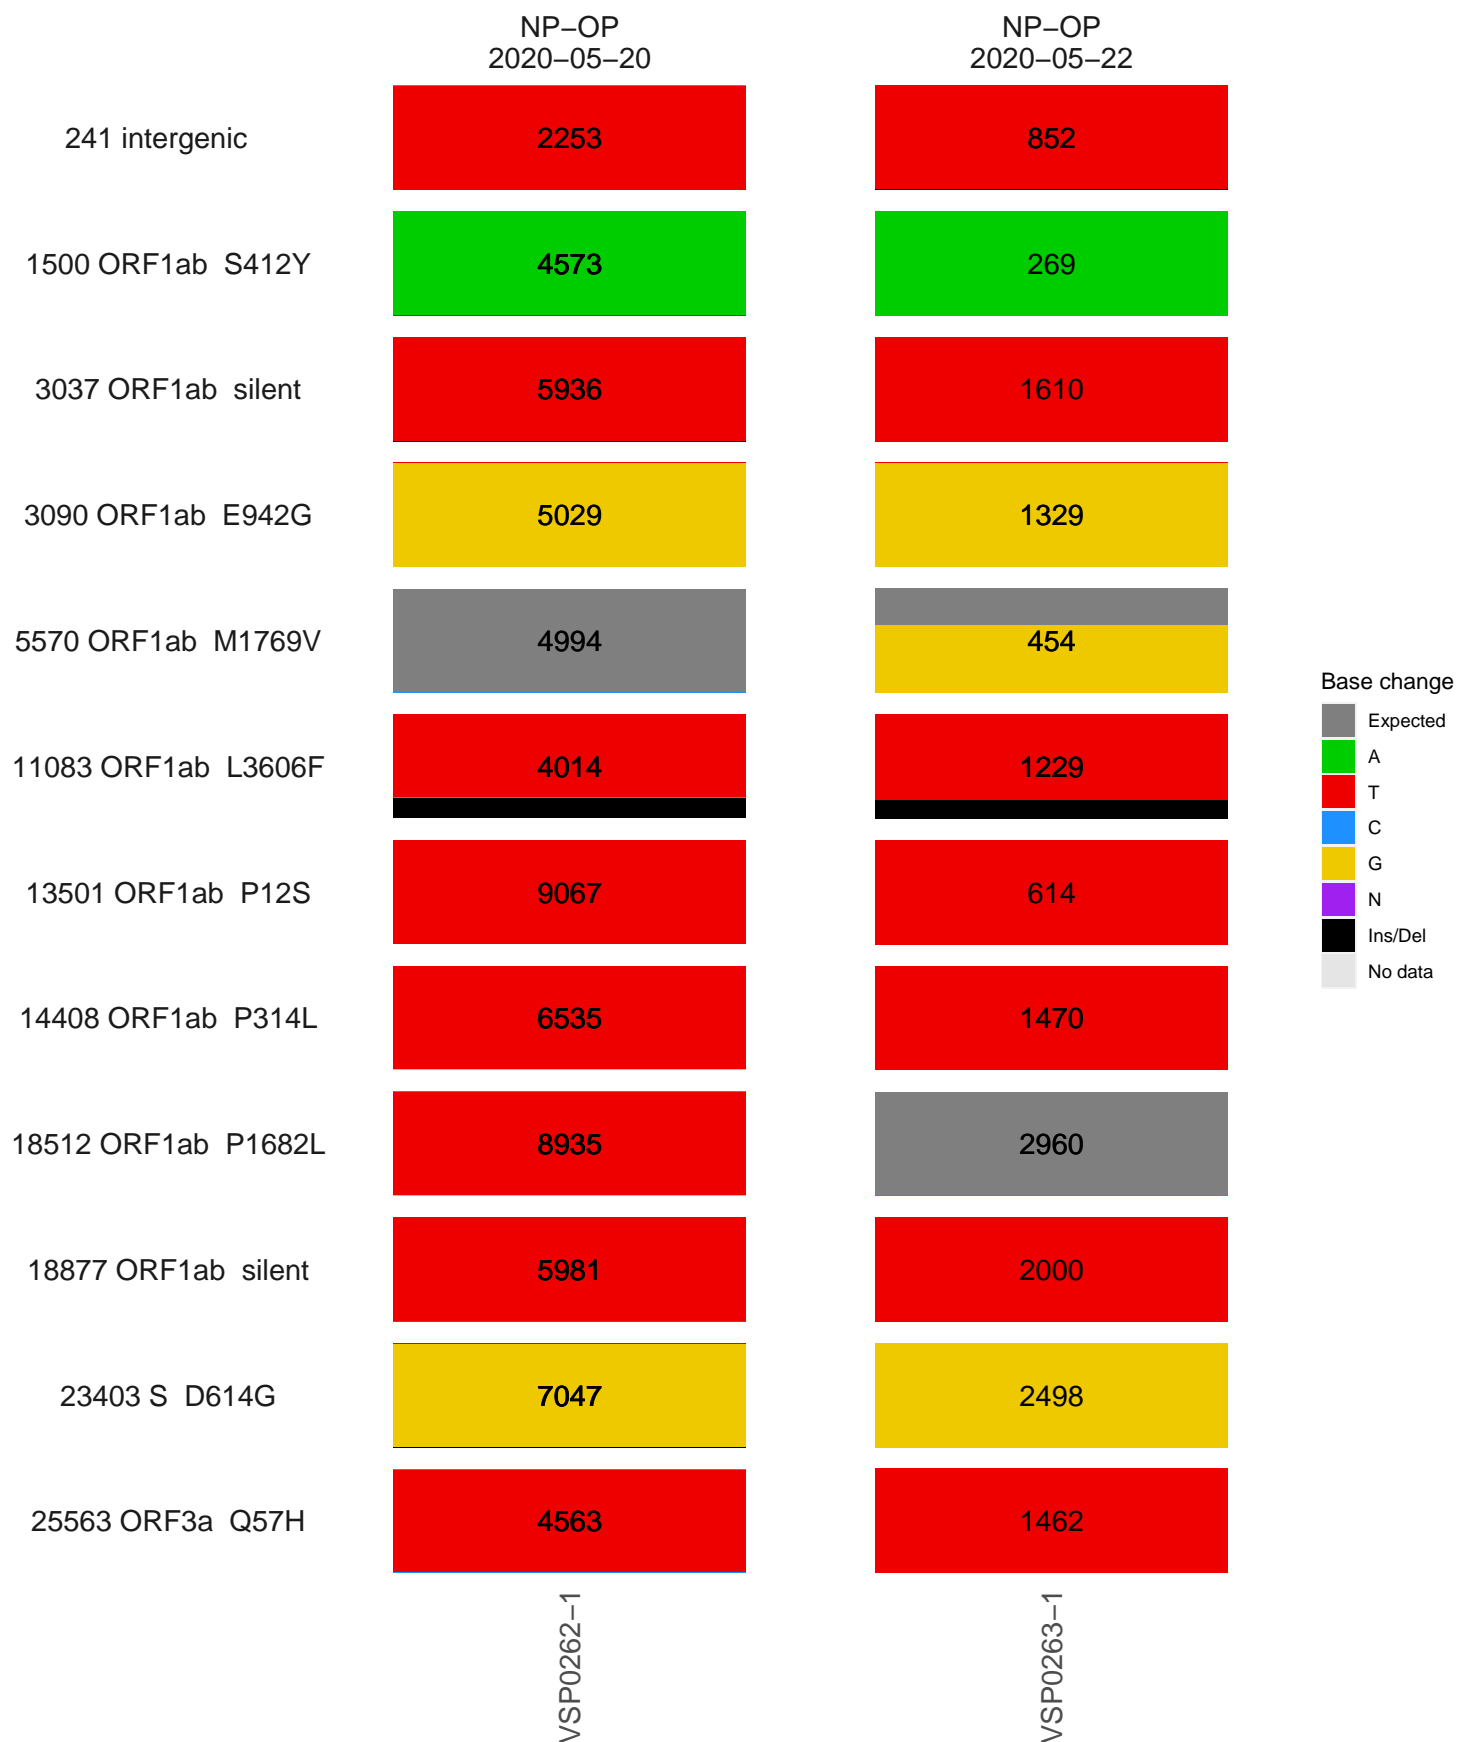 NP−OP
2020−05−20
NP−OP
2020−05−22
241 intergenic
2253
852
1500 ORF1ab S412Y
4573
269
3037 ORF1ab silent
5936
1610
3090 ORF1ab E942G
5029
1329
5570 ORF1ab M1769V
4994
454
11083 ORF1ab L3606F
4014
1229
13501 ORF1ab P12S
9067
614
14408 ORF1ab P314L
6535
1470
18512 ORF1ab P1682L
8935
2960
18877 ORF1ab silent
5981
2000
23403 S D614G
7047
2498
25563 ORF3a Q57H
4563
1462
VSP0262−1
VSP0263−1
Base change
Expected
A
T
C
G
N
Ins/Del
No data